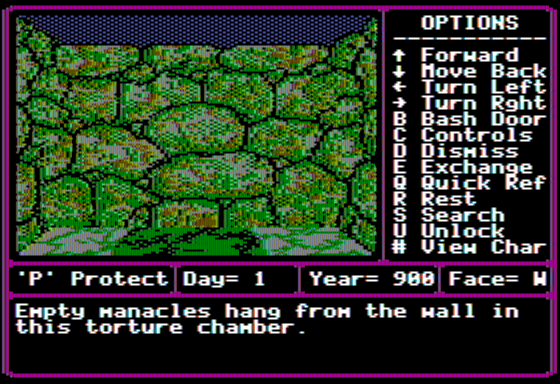 OPTIONS
------------
↑ Forward
↓ Move Back
← Turn Left
→ Turn Rght
B Bash Door
C Controls
D Dismiss
E Exchange
Q Quick Ref
R Rest
S Search
U Unlock
# View Char
'P' Protect Day= 1 Year= 900 Face= W
Empty manacles hang from the wall in
this torture chamber.